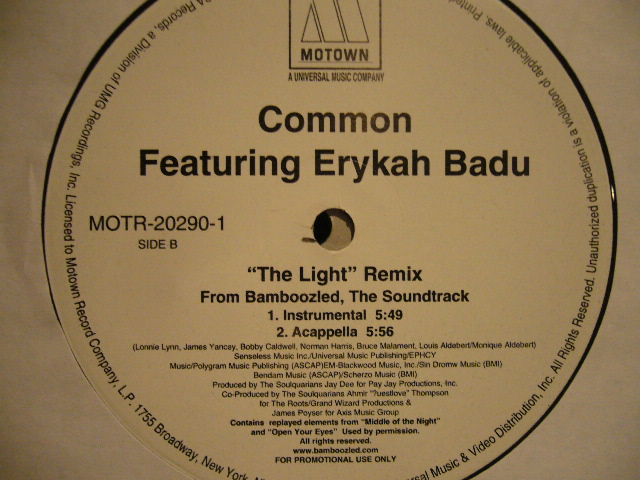 MOTOWN
A UNIVERSAL MUSIC COMPANY
Common
Featuring Erykah Badu
MOTR-20290-1
SIDE B
“The Light” Remix
From Bamboozled, The Soundtrack
1. Instrumental 5:49
2. Acappella 5:56
(Lonnie Lynn, James Yancay, Bobby Caldwell, Norman Harris, Bruce Malament, Louis Aldebert/Monique Aldebert)
Senseless Music Inc./Universal Music Publishing/EPHCY
Music/Polygram Music Publishing (ASCAP)EM-Blackwood Music, Inc./Sin Dromw Music (BMI)
Bendam Music (ASCAP)/Scherzo Music (BMI)
Produced by The Soulquarians Jay Dee for Pay Jay Productions, Inc.
Co-Produced by The Soulquarians Ahmir "?uestlove" Thompson
for The Roots/Grand Wizard Productions &
James Poyser for Axis Music Group
Contains replayed elements from "Middle of the Night"
and "Open Your Eyes" Used by permission.
All rights reserved.
www.bamboozled.com
FOR PROMOTIONAL USE ONLY
Records, a Division of UMG Recordings, Inc. Licensed to Motown Record Company, L.P. 1755 Broadway, New York
Universal Music & Video Distribution, Inc. All Rights Reserved. Unauthorized duplication is a violation of applicable laws. Printed